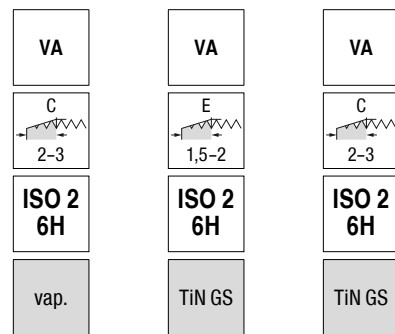 VA VA VA
C E C
2–3 1,5–2 2–3
ISO 2 ISO 2 ISO 2
6H 6H 6H
vap. TiN GS TiN GS